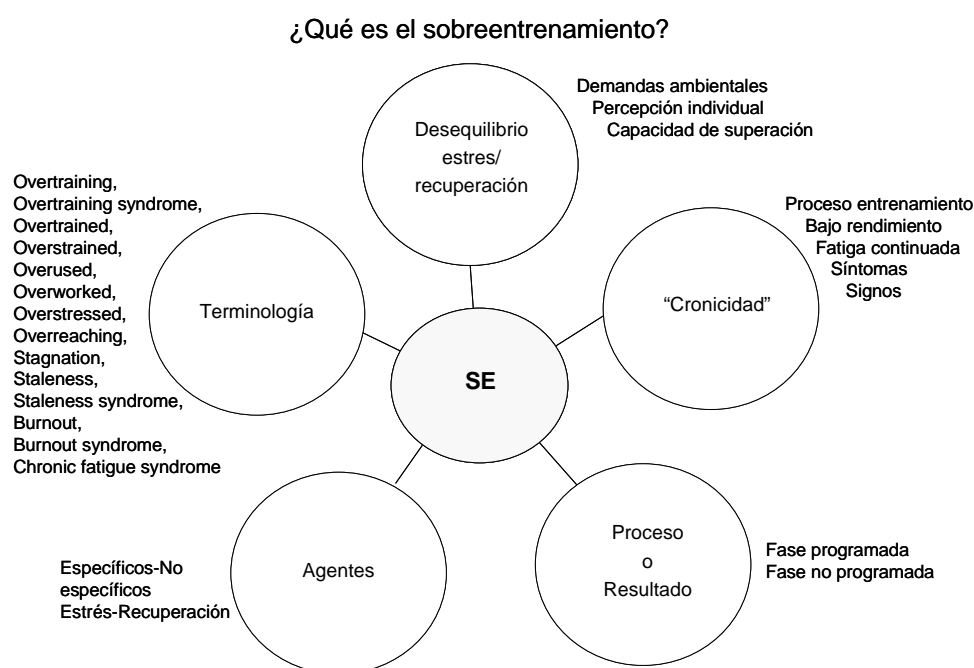 ¿Qué es el sobreentrenamiento?
Desequilibrio
estres/
recuperación
Demandas ambientales
Percepción individual
Capacidad de superación
Overtraining,
Overtraining syndrome,
Overtrained,
Overstrained,
Overused,
Overworked,
Overstressed,
Overreaching,
Stagnation,
Staleness,
Staleness syndrome,
Burnout,
Burnout syndrome,
Chronic fatigue syndrome
Terminología
Proceso entrenamiento
Bajo rendimiento
Fatiga continuada
Síntomas
Signos
“Cronicidad”
SE
Específicos-No
específicos
Estrés-Recuperación
Agentes
Proceso
o
Resultado
Fase programada
Fase no programada